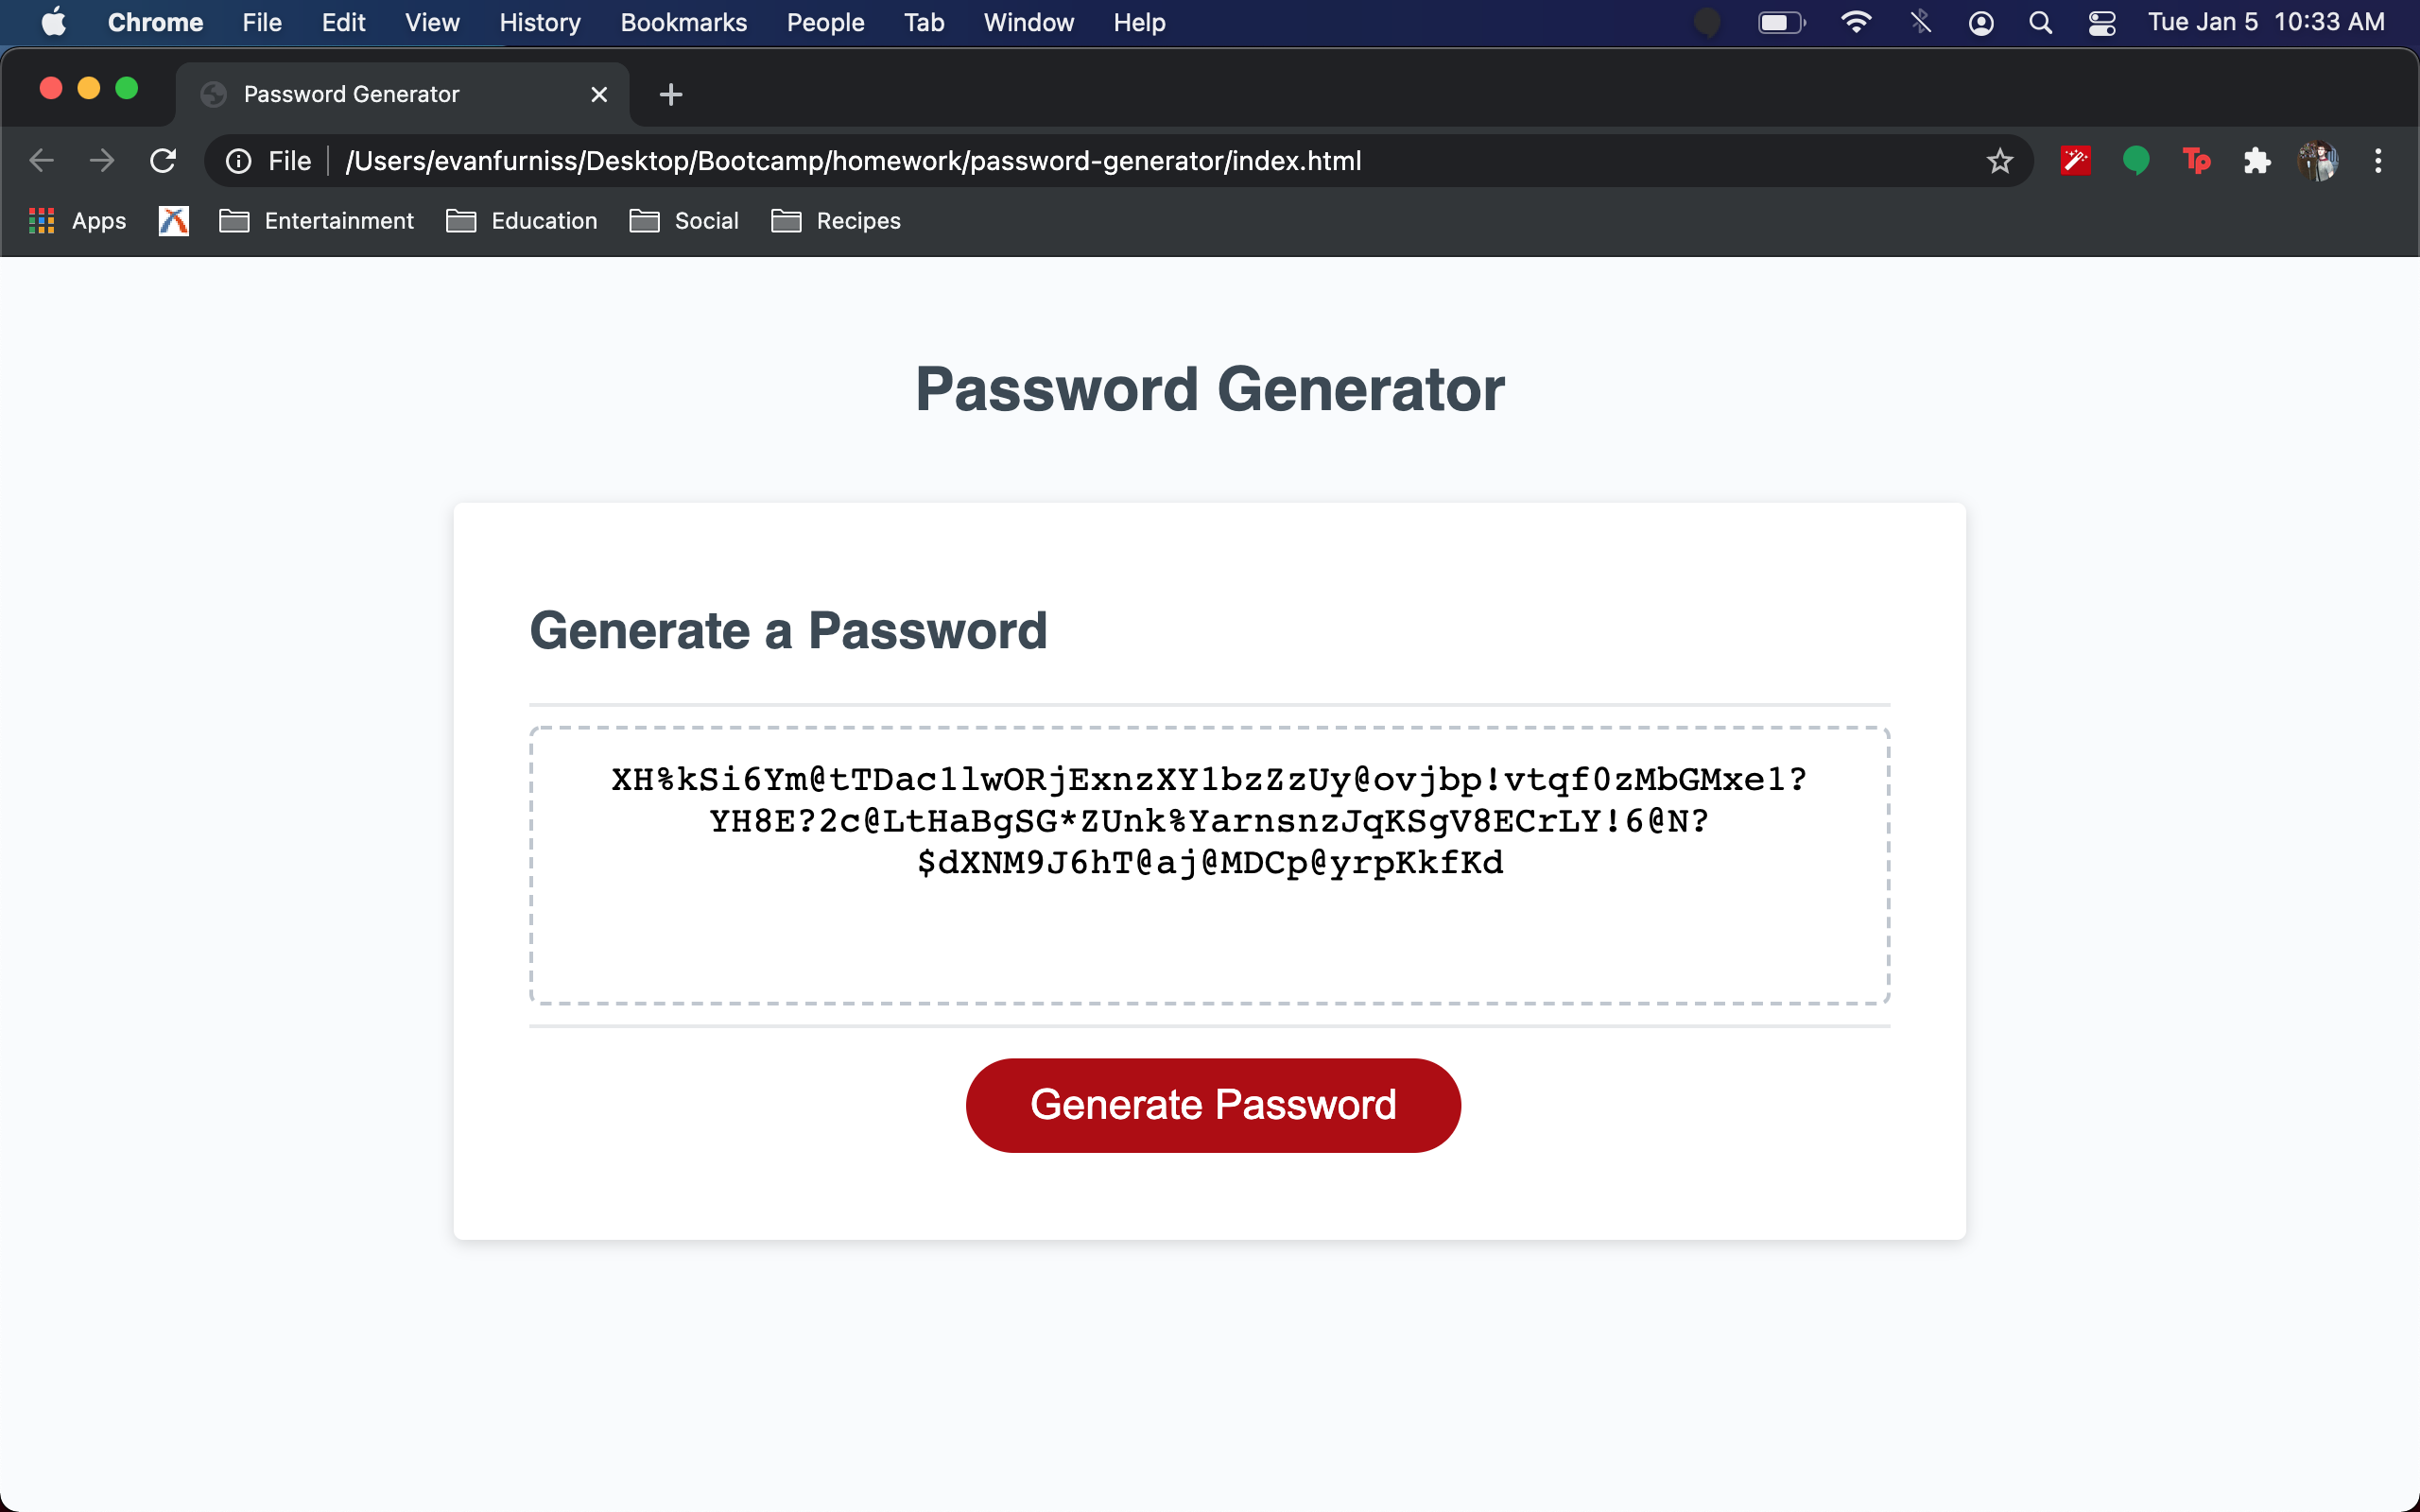 Chrome File Edit View History Bookmarks People Tab Window Help Tue Jan 5 10:33 AM
Password Generator
File /Users/evanfurniss/Desktop/Bootcamp/homework/password-generator/index.html Tp
Apps Entertainment Education Social Recipes
Password Generator
Generate a Password
XH%kSi6Ym@tTDac1lwORjExnzXY1bzZzUy@ovjbp!vtqf0zMbGMxe1?
YH8E?2c@LtHaBgSG*ZUnk%YarnsnzJqKSgV8ECrLY!6@N?
$dXNM9J6hT@aj@MDCp@yrpKkfKd
Generate Password